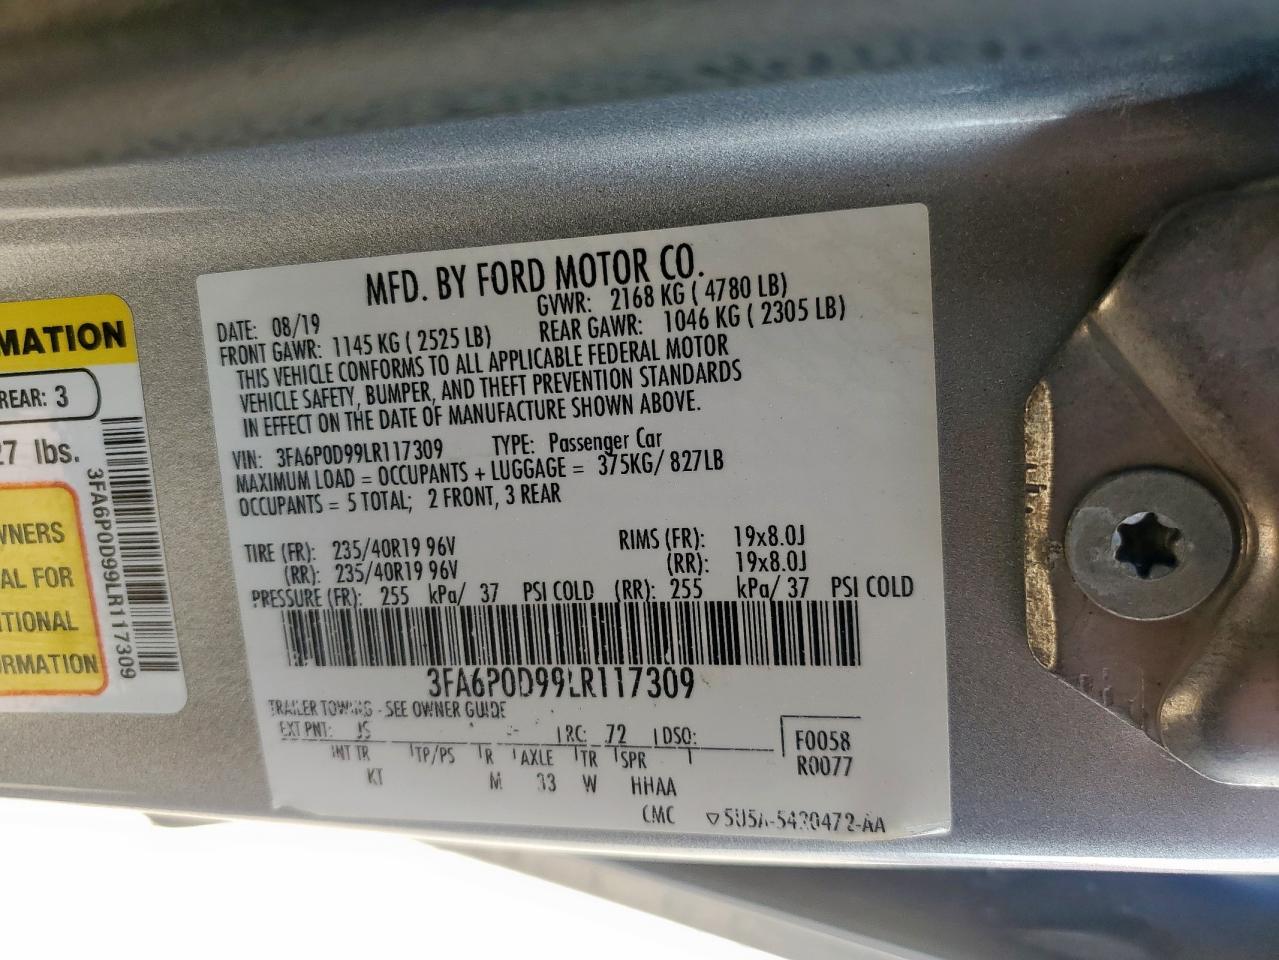 MATION
REAR: 3
27 lbs.
WNERS
AL FOR
ITIONAL
ORMATION
3FA6P0D99LR117309
MFD. BY FORD MOTOR CO.
DATE: 08/19 GVWR: 2168 KG ( 4780 LB)
FRONT GAWR: 1145 KG ( 2525 LB) REAR GAWR: 1046 KG ( 2305 LB)
THIS VEHICLE CONFORMS TO ALL APPLICABLE FEDERAL MOTOR
VEHICLE SAFETY, BUMPER, AND THEFT PREVENTION STANDARDS
IN EFFECT ON THE DATE OF MANUFACTURE SHOWN ABOVE.
VIN: 3FA6P0D99LR117309 TYPE: Passenger Car
MAXIMUM LOAD = OCCUPANTS + LUGGAGE = 375KG/ 827LB
OCCUPANTS = 5 TOTAL; 2 FRONT, 3 REAR
TIRE (FR): 235/40R19 96V RIMS (FR): 19x8.0J
(RR): 235/40R19 96V (RR): 19x8.0J
PRESSURE (FR): 255 kPa/ 37 PSI COLD (RR): 255 kPa/ 37 PSI COLD
3FA6P0D99LR117309
TRAILER TOWING - SEE OWNER GUIDE
EXT PNT: JS RC: 72 DSO: F0058
INT TR TP/PS R AXLE TR SPR R0077
KT M 33 W HHAA
CMC ▽5U5A-5420472-AA